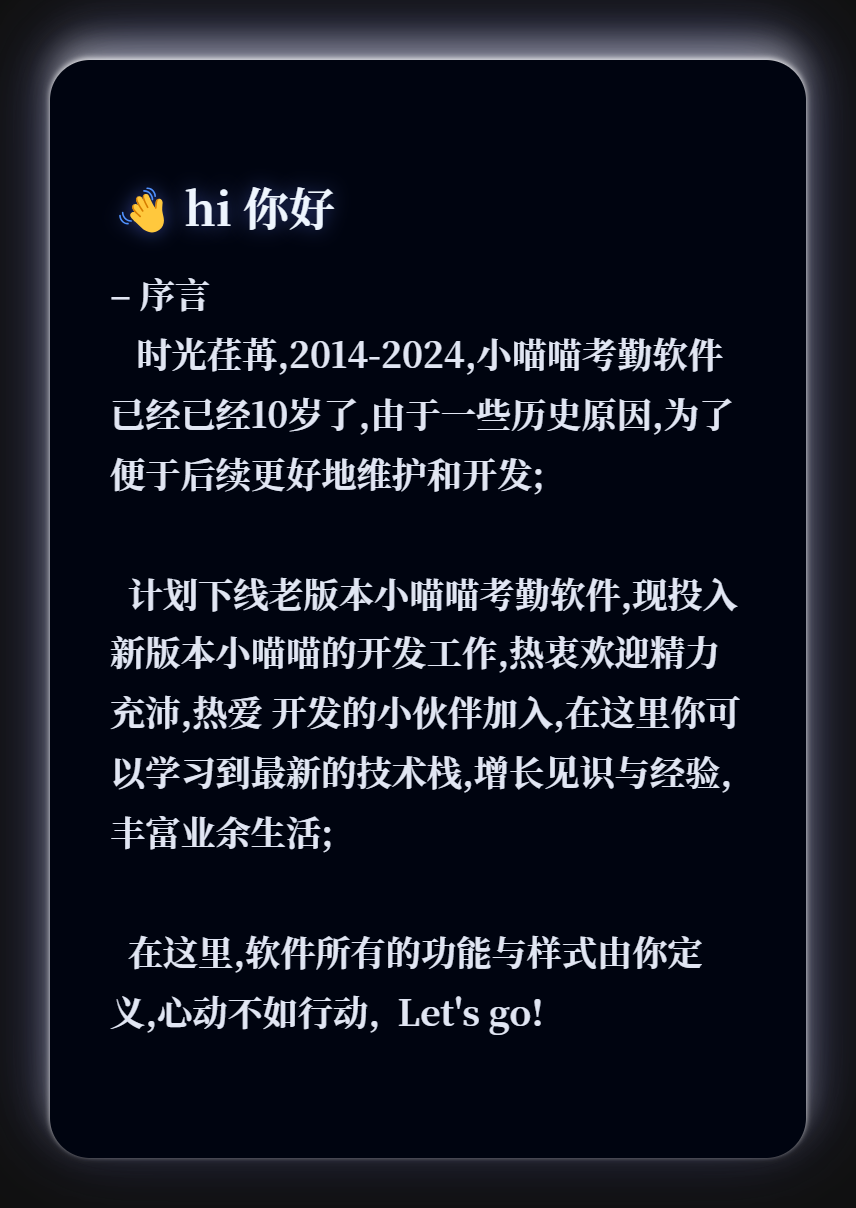 👋 hi 你好
– 序言
时光荏苒,2014-2024,小喵喵考勤软件
已经已经10岁了,由于一些历史原因,为了
便于后续更好地维护和开发;
计划下线老版本小喵喵考勤软件,现投入
新版本小喵喵的开发工作,热衷欢迎精力
充沛,热爱 开发的小伙伴加入,在这里你可
以学习到最新的技术栈,增长见识与经验,
丰富业余生活;
在这里,软件所有的功能与样式由你定
义,心动不如行动, Let's go!